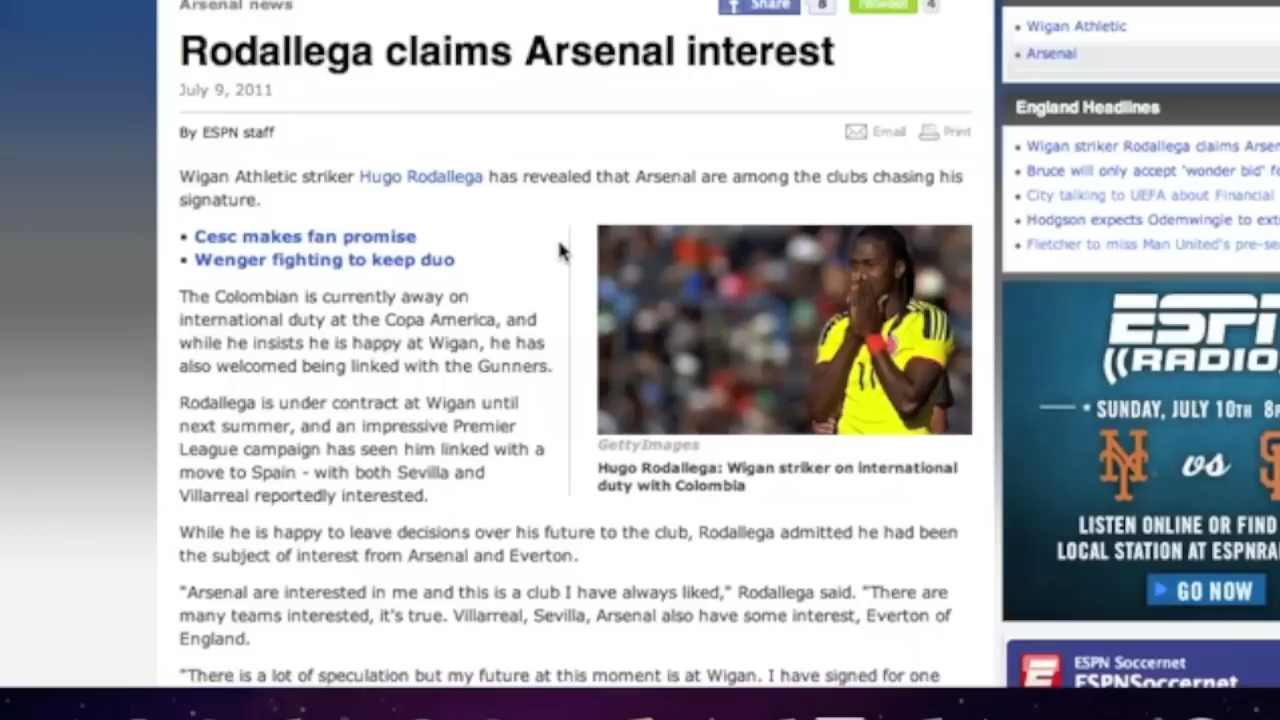 Arsenal news
Share
8
retweet
4
Rodallega claims Arsenal interest
July 9, 2011
By ESPN staff
Email
Print
Wigan Athletic striker Hugo Rodallega has revealed that Arsenal are among the clubs chasing his
signature.
• Cesc makes fan promise
• Wenger fighting to keep duo
The Colombian is currently away on
international duty at the Copa America, and
while he insists he is happy at Wigan, he has
also welcomed being linked with the Gunners.
Rodallega is under contract at Wigan until
next summer, and an impressive Premier
League campaign has seen him linked with a
move to Spain - with both Sevilla and
Villarreal reportedly interested.
11
GettyImages
Hugo Rodallega: Wigan striker on international
duty with Colombia
While he is happy to leave decisions over his future to the club, Rodallega admitted he had been
the subject of interest from Arsenal and Everton.
"Arsenal are interested in me and this is a club I have always liked," Rodallega said. "There are
many teams interested, it's true. Villarreal, Sevilla, Arsenal also have some interest, Everton of
England.
"There is a lot of speculation but my future at this moment is at Wigan. I have signed for one
• Wigan Athletic
• Arsenal
England Headlines
• Wigan striker Rodallega claims Arsen
• Bruce will only accept 'wonder bid' fo
• City talking to UEFA about Financial
• Hodgson expects Odemwingie to ext
• Fletcher to miss Man United's pre-se
ESP
((RADIO
• SUNDAY, JULY 10TH 8P
NY vs S
LISTEN ONLINE OR FIND
LOCAL STATION AT ESPNRA
GO NOW
ESPN Soccernet
ESPNSoccernet